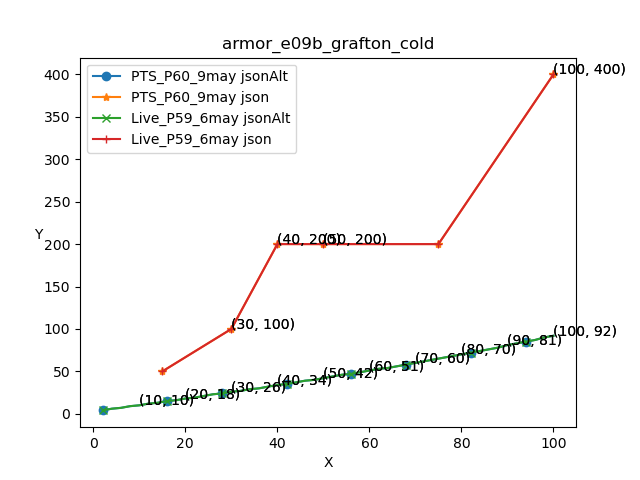 armor_e09b_grafton_cold
PTS_P60_9may jsonAlt
PTS_P60_9may json
Live_P59_6may jsonAlt
Live_P59_6may json
(100, 400)
(40, 200)
(50, 200)
(30, 100)
(10, 10)
(20, 18)
(30, 26)
(40, 34)
(50, 42)
(60, 51)
(70, 60)
(80, 70)
(90, 81)
(100, 92)
Y
400
350
300
250
200
150
100
50
0
0 20 40 60 80 100
X